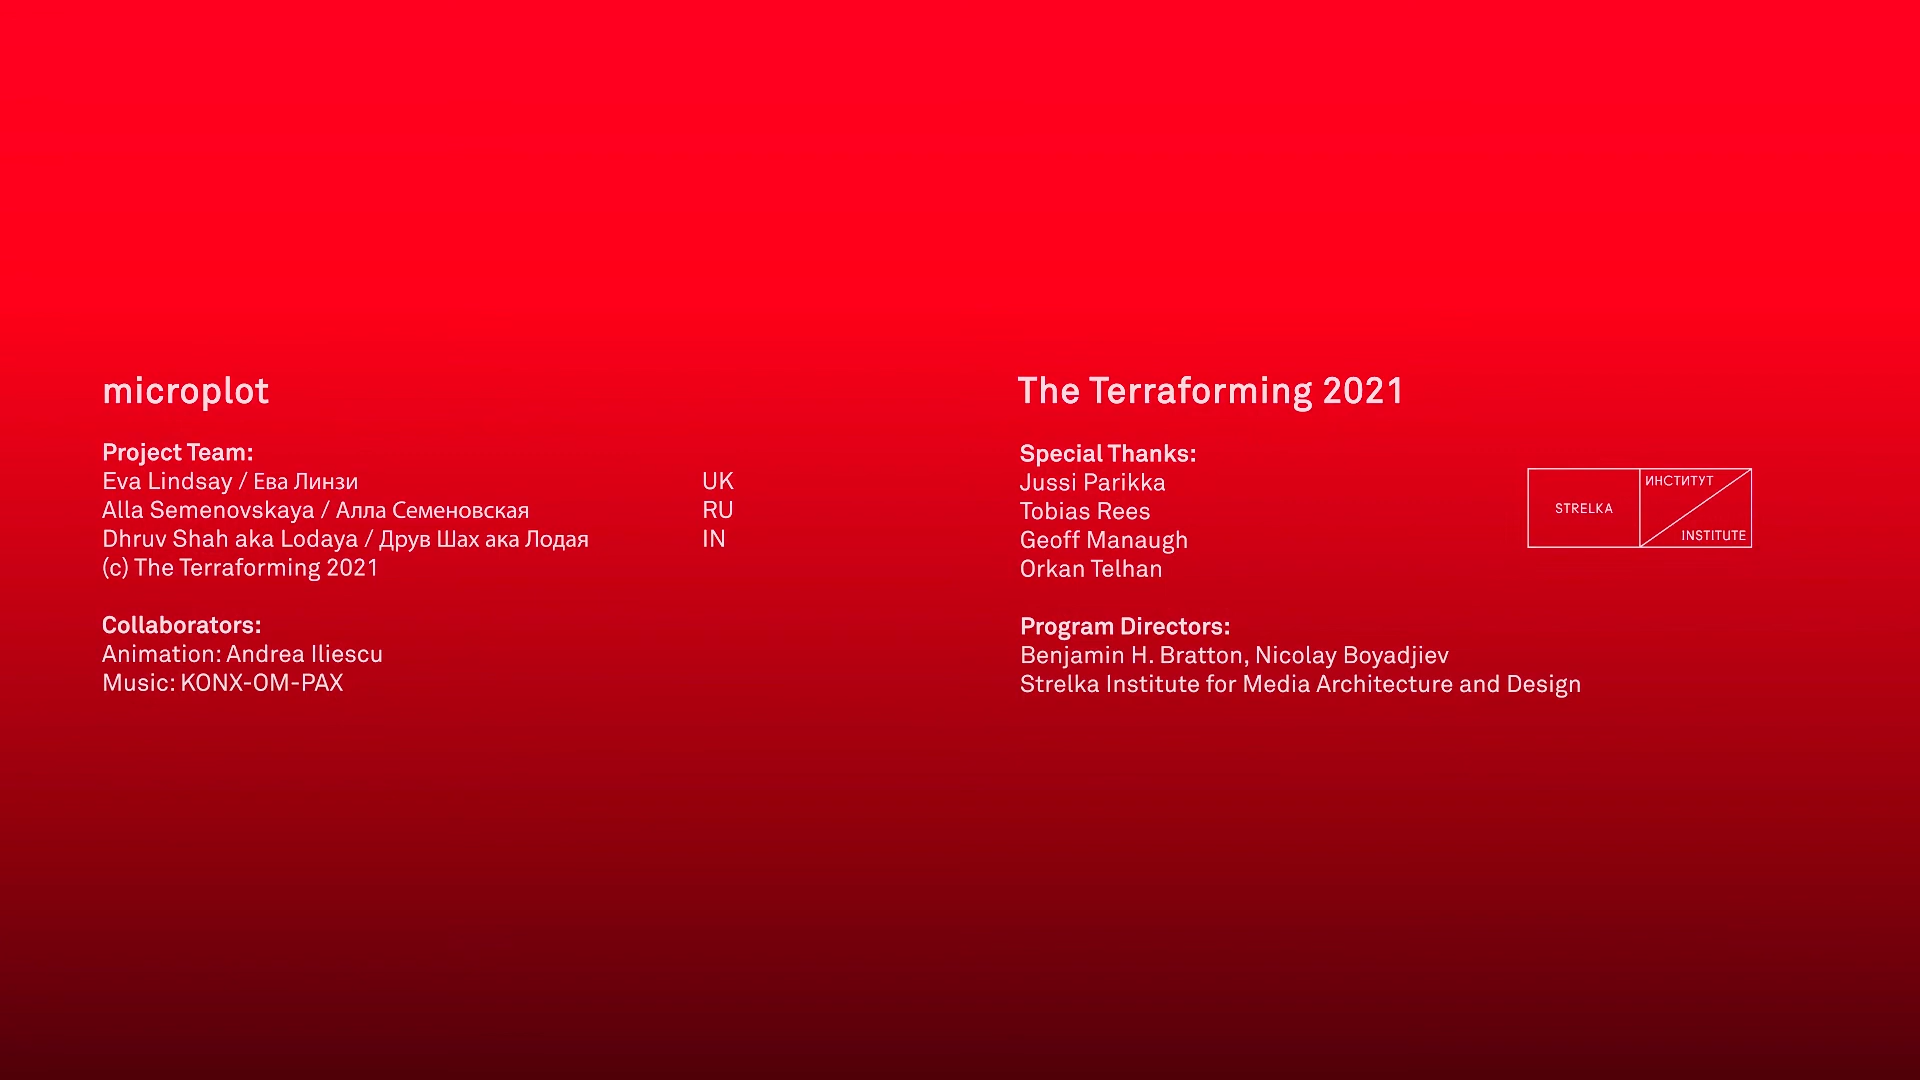 microplot
Project Team:
Eva Lindsay / Ева Линзи UK
Alla Semenovskaya / Алла Семеновская RU
Dhruv Shah aka Lodaya / Друв Шах ака Лодая IN
(c) The Terraforming 2021
Collaborators:
Animation: Andrea Iliescu
Music: KONX-OM-PAX
The Terraforming 2021
Special Thanks:
Jussi Parikka
Tobias Rees
Geoff Manaugh
Orkan Telhan
Program Directors:
Benjamin H. Bratton, Nicolay Boyadjiev
Strelka Institute for Media Architecture and Design
STRELKA
ИНСТИТУТ
INSTITUTE